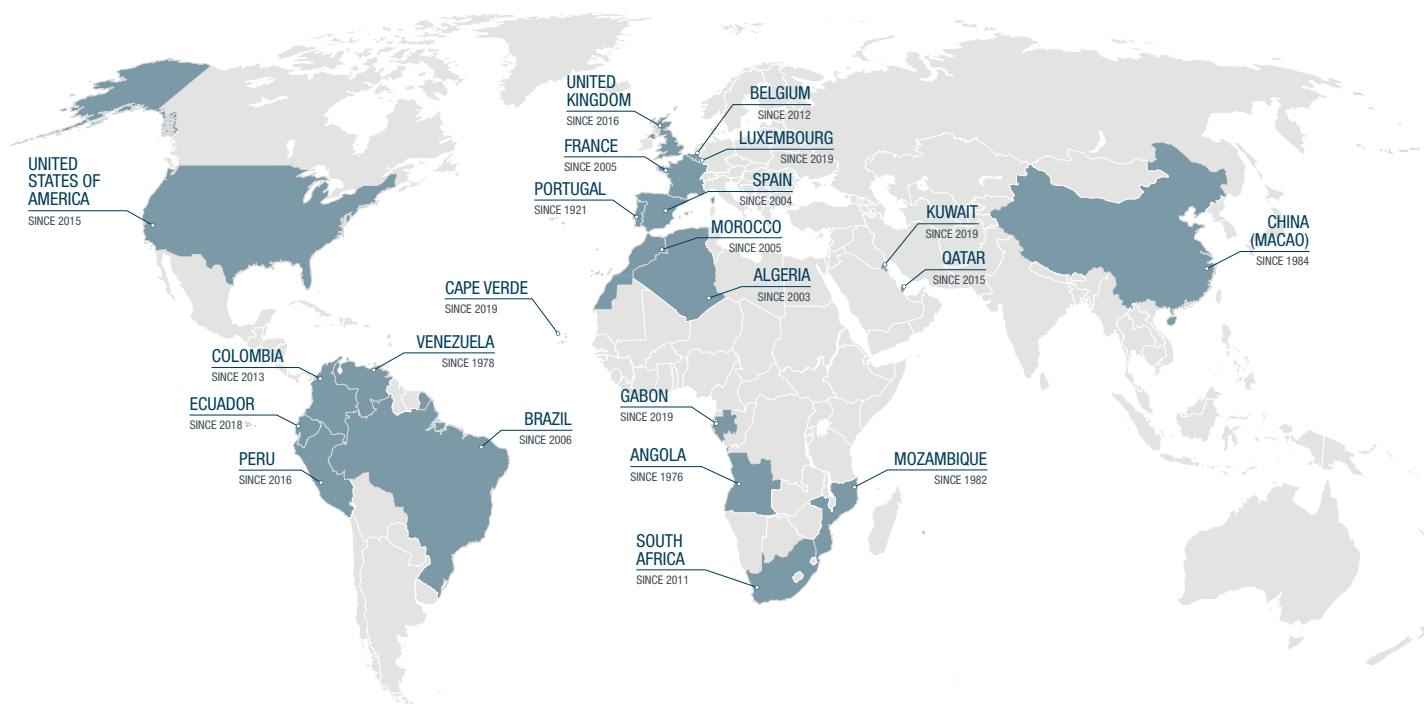 UNITED
STATES OF
AMERICA
SINCE 2015
UNITED
KINGDOM
SINCE 2016
FRANCE
SINCE 2005
PORTUGAL
SINCE 1921
BELGIUM
SINCE 2012
LUXEMBOURG
SINCE 2019
SPAIN
SINCE 2004
MOROCCO
SINCE 2005
ALGERIA
SINCE 2003
KUWAIT
SINCE 2019
QATAR
SINCE 2015
CHINA
(MACAO)
SINCE 1984
CAPE VERDE
SINCE 2019
VENEZUELA
SINCE 1978
COLOMBIA
SINCE 2013
ECUADOR
SINCE 2018
BRAZIL
SINCE 2006
PERU
SINCE 2016
GABON
SINCE 2019
ANGOLA
SINCE 1976
MOZAMBIQUE
SINCE 1982
SOUTH
AFRICA
SINCE 2011